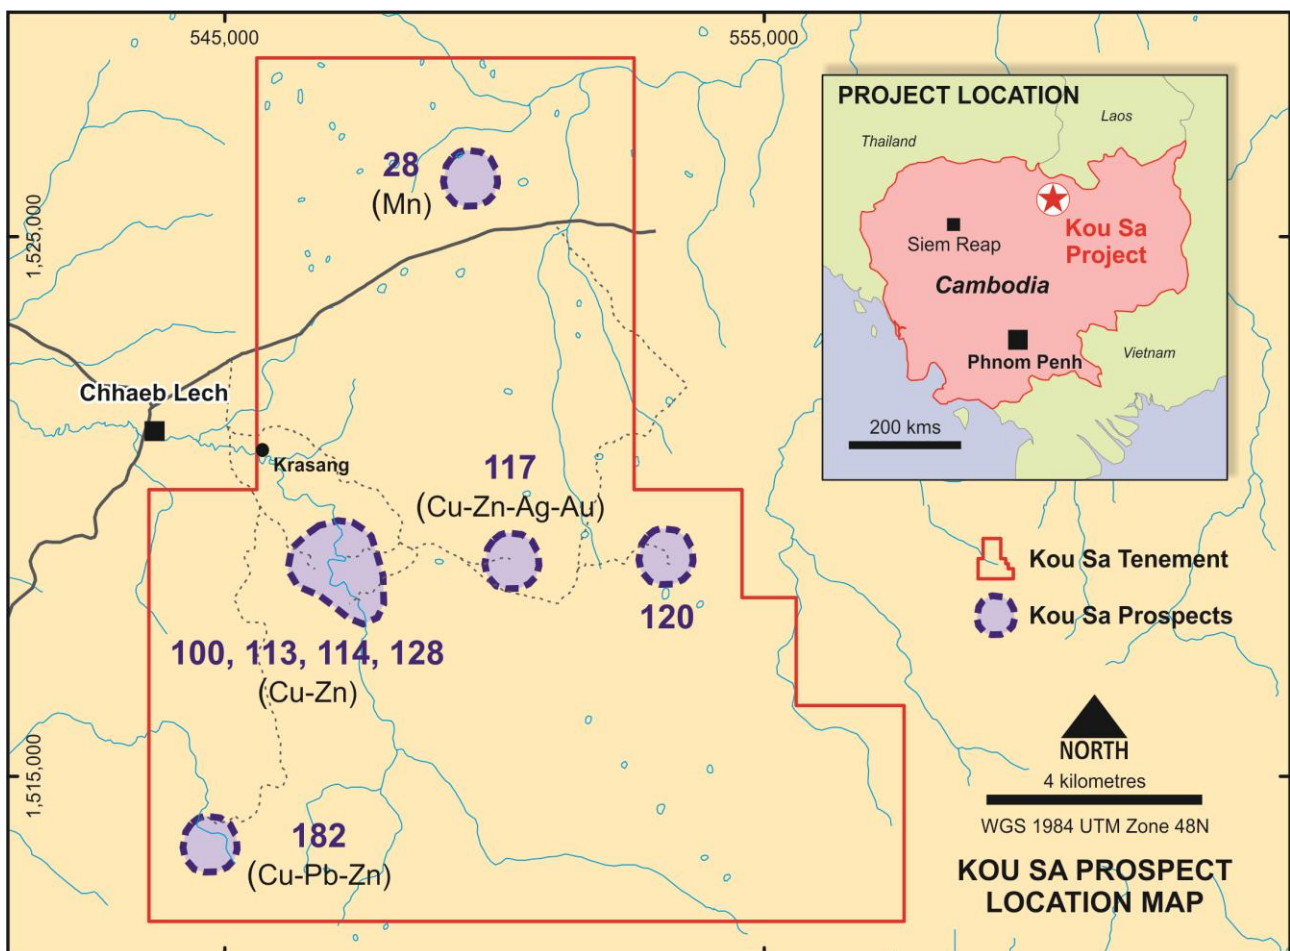 545,000
555,000
1,525,000
1,515,000
28
(Mn)
Chhaeb Lech
Krasang
117
(Cu-Zn-Ag-Au)
120
100, 113, 114, 128
(Cu-Zn)
182
(Cu-Pb-Zn)
PROJECT LOCATION
Laos
Thailand
Kou Sa
Project
Siem Reap
Cambodia
Phnom Penh
Vietnam
200 kms
Kou Sa Tenement
Kou Sa Prospects
NORTH
4 kilometres
WGS 1984 UTM Zone 48N
KOU SA PROSPECT
LOCATION MAP